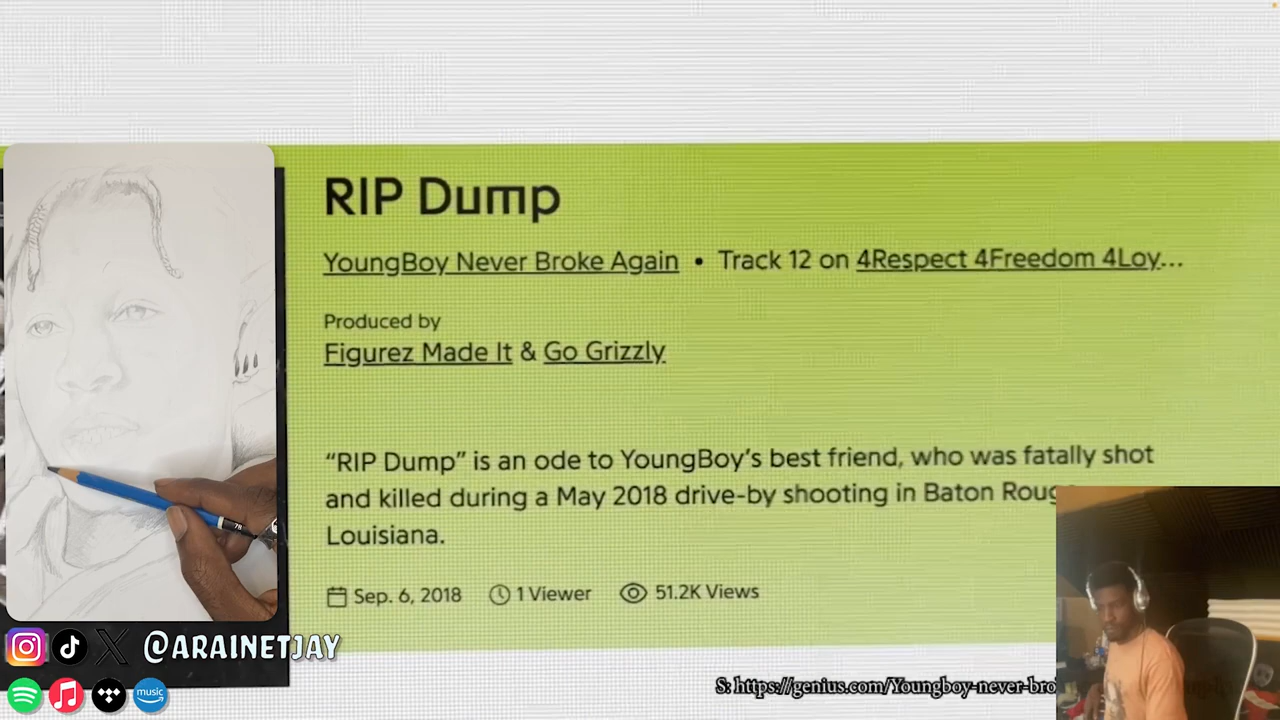 RIP Dump
YoungBoy Never Broke Again • Track 12 on 4Respect 4Freedom 4Loy...
Produced by
Figurez Made It & Go Grizzly
“RIP Dump” is an ode to YoungBoy’s best friend, who was fatally shot
and killed during a May 2018 drive-by shooting in Baton
Louisiana.
Sep. 6, 2018 1 Viewer 51.2K Views
@ARAINETJAY
music
S: https://genius.com/Youngboy-never-bro